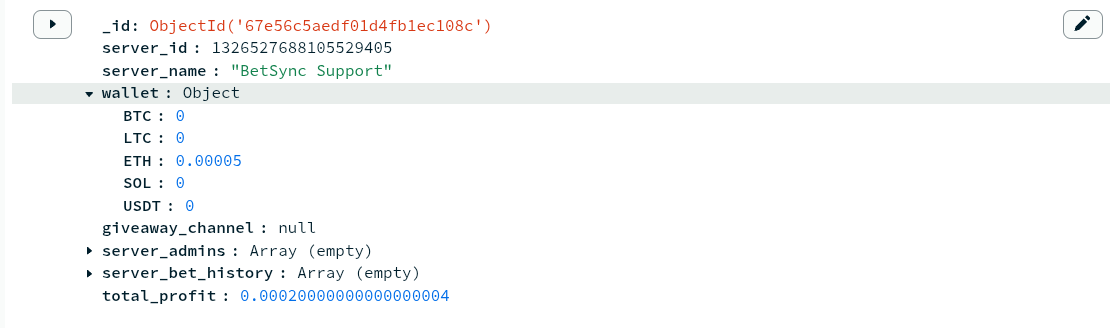 _id: ObjectId('67e56c5aedf01d4fb1ec108c')
server_id : 1326527688105529405
server_name : "BetSync Support"
wallet : Object
BTC : 0
LTC : 0
ETH : 0.00005
SOL : 0
USDT : 0
giveaway_channel : null
server_admins : Array (empty)
server_bet_history : Array (empty)
total_profit : 0.00020000000000000004